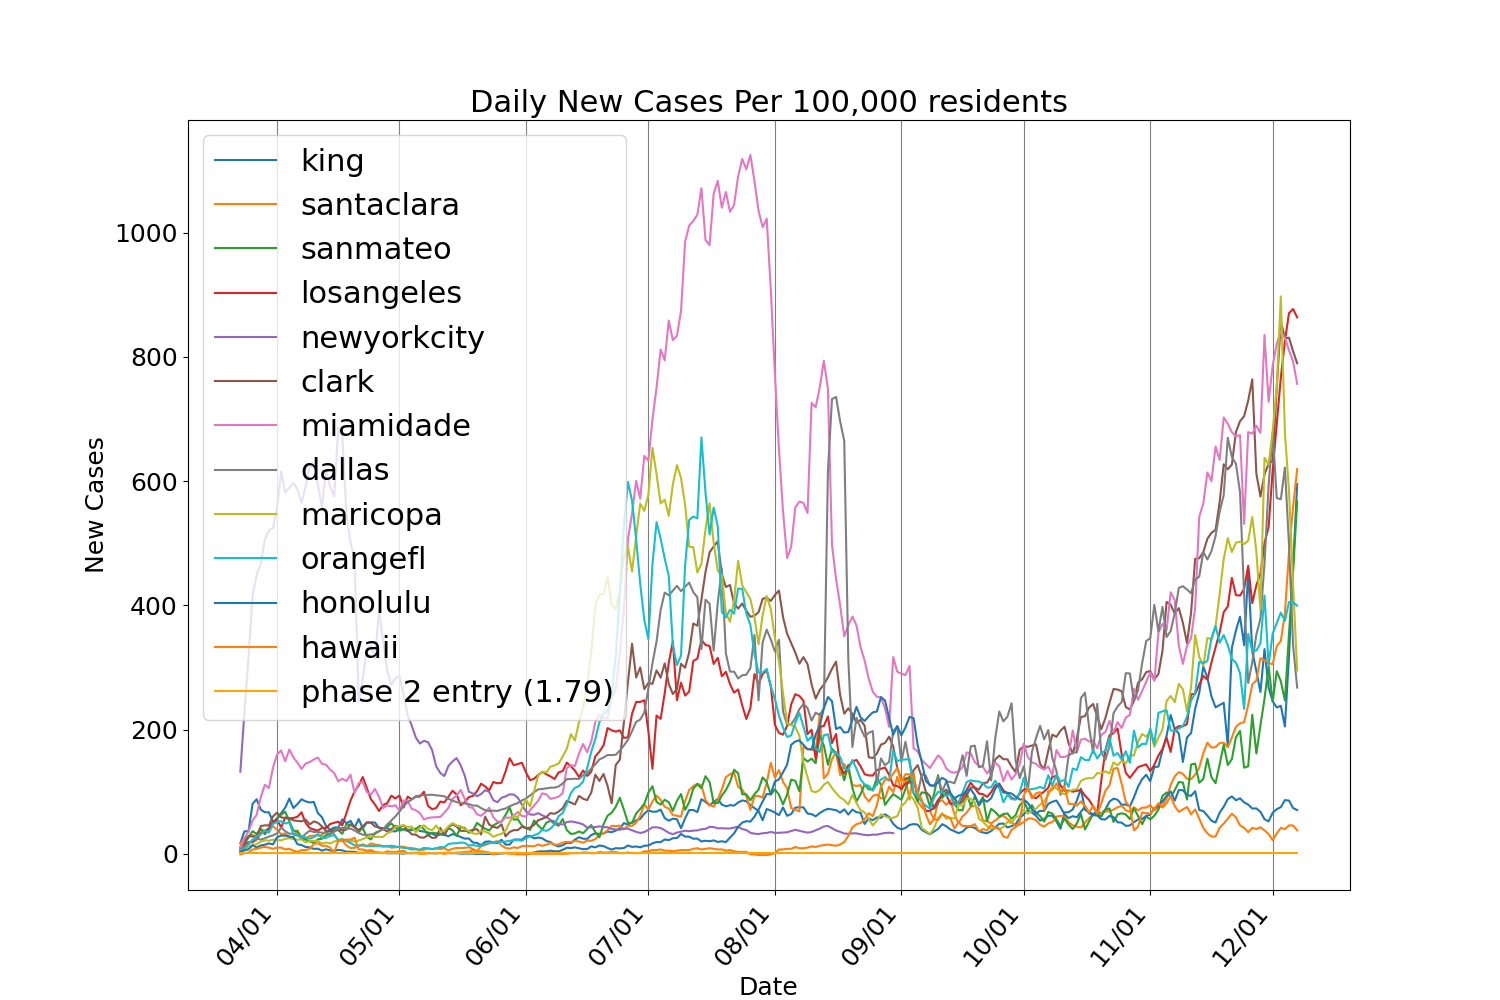 Daily New Cases Per 100,000 residents
king
santaclara
sanmateo
losangeles
newyorkcity
clark
miamidade
dallas
maricopa
orangefl
honolulu
hawaii
phase 2 entry (1.79)
New Cases
1000
800
600
400
200
0
04/01
05/01
06/01
07/01
08/01
09/01
10/01
11/01
12/01
Date